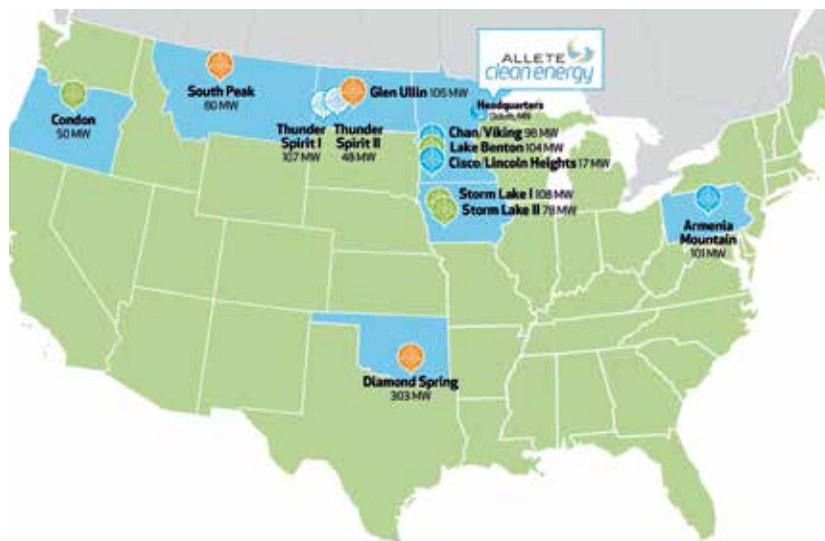 ALLETE
clean energy
Headquarters
Duluth, MN
South Peak
80 MW
Glen Ullin 106 MW
Condon
50 MW
Thunder
Spirit I
107 MW
Thunder
Spirit II
48 MW
Chan/Viking 98 MW
Lake Benton 104 MW
Cisco/Lincoln Heights 17 MW
Storm Lake I 108 MW
Storm Lake II 78 MW
Armenia
Mountain
101 MW
Diamond Spring
303 MW